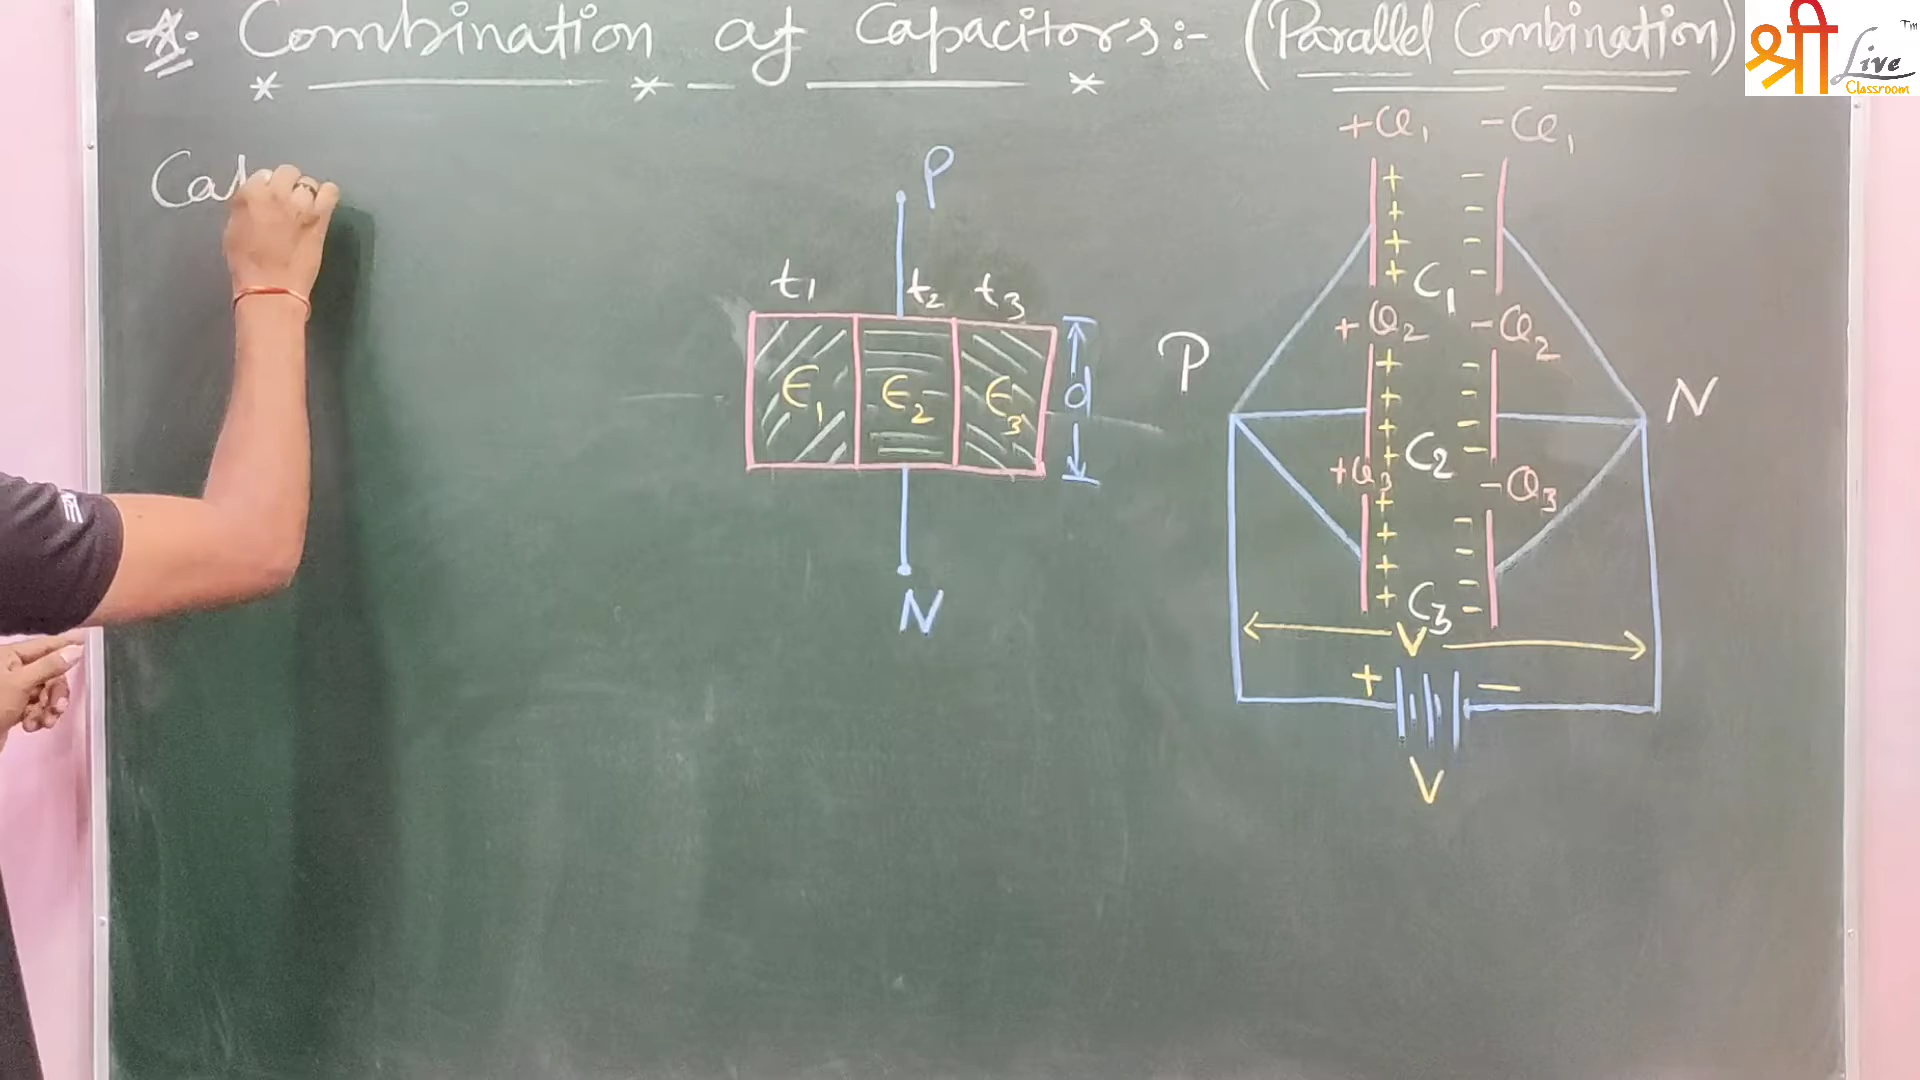 *. Combination of Capacitors:- (Parallel Combination)
श्री Live ™
Classroom
+Q₁ -Q₁
P
t₁ t₂ t₃
ϵ₁ ϵ₂ ϵ₃ d
N
P
C₁
+Q₂ -Q₂
N
C₂
+Q₃ -Q₃
C₃
V
+ −
V